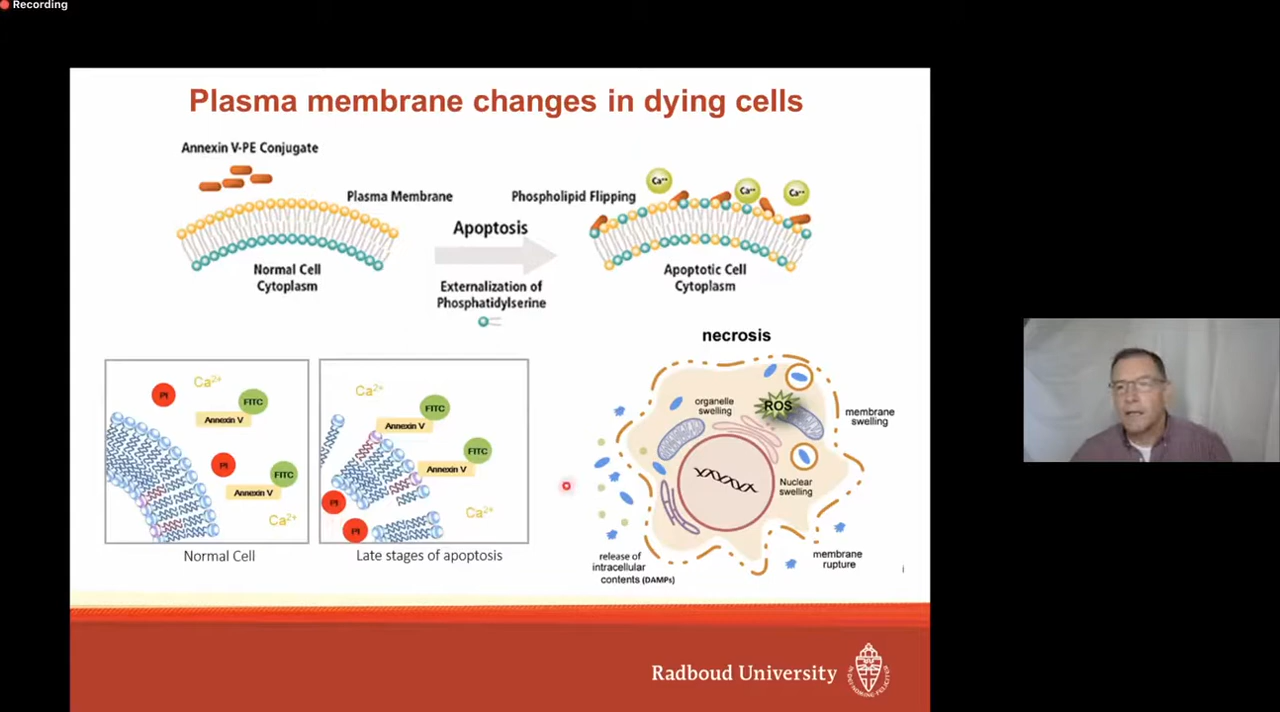 Recording
Plasma membrane changes in dying cells
Annexin V-PE Conjugate
Plasma Membrane
Phospholipid Flipping
Ca⁺⁺
Ca⁺⁺
Ca⁺⁺
Apoptosis
Normal Cell
Cytoplasm
Externalization of
Phosphatidylserine
Apoptotic Cell
Cytoplasm
necrosis
PI
Ca²⁺
FITC
Annexin V
PI
FITC
Annexin V
Ca²⁺
Normal Cell
Ca²⁺
FITC
Annexin V
FITC
Annexin V
PI
Ca²⁺
PI
Late stages of apoptosis
organelle
swelling
ROS
membrane
swelling
Nuclear
swelling
release of
intracellular
contents (DAMPs)
membrane
rupture
Radboud University